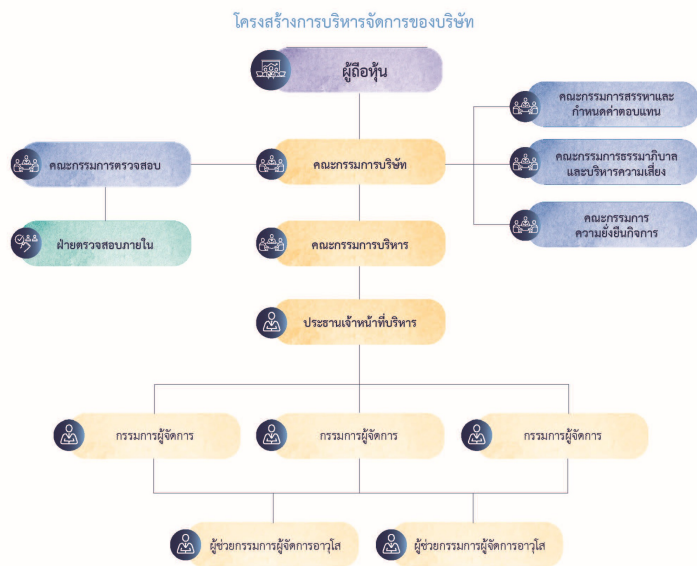 โครงสร้างการบริหารจัดการของบริษัท
ผู้ถือหุ้น
คณะกรรมการสรรหาและ
กำหนดค่าตอบแทน
คณะกรรมการตรวจสอบ
คณะกรรมการบริษัท
คณะกรรมการธรรมาภิบาล
และบริหารความเสี่ยง
ฝ่ายตรวจสอบภายใน
คณะกรรมการบริหาร
คณะกรรมการ
ความยั่งยืนกิจการ
ประธานเจ้าหน้าที่บริหาร
กรรมการผู้จัดการ
กรรมการผู้จัดการ
กรรมการผู้จัดการ
ผู้ช่วยกรรมการผู้จัดการอาวุโส
ผู้ช่วยกรรมการผู้จัดการอาวุโส